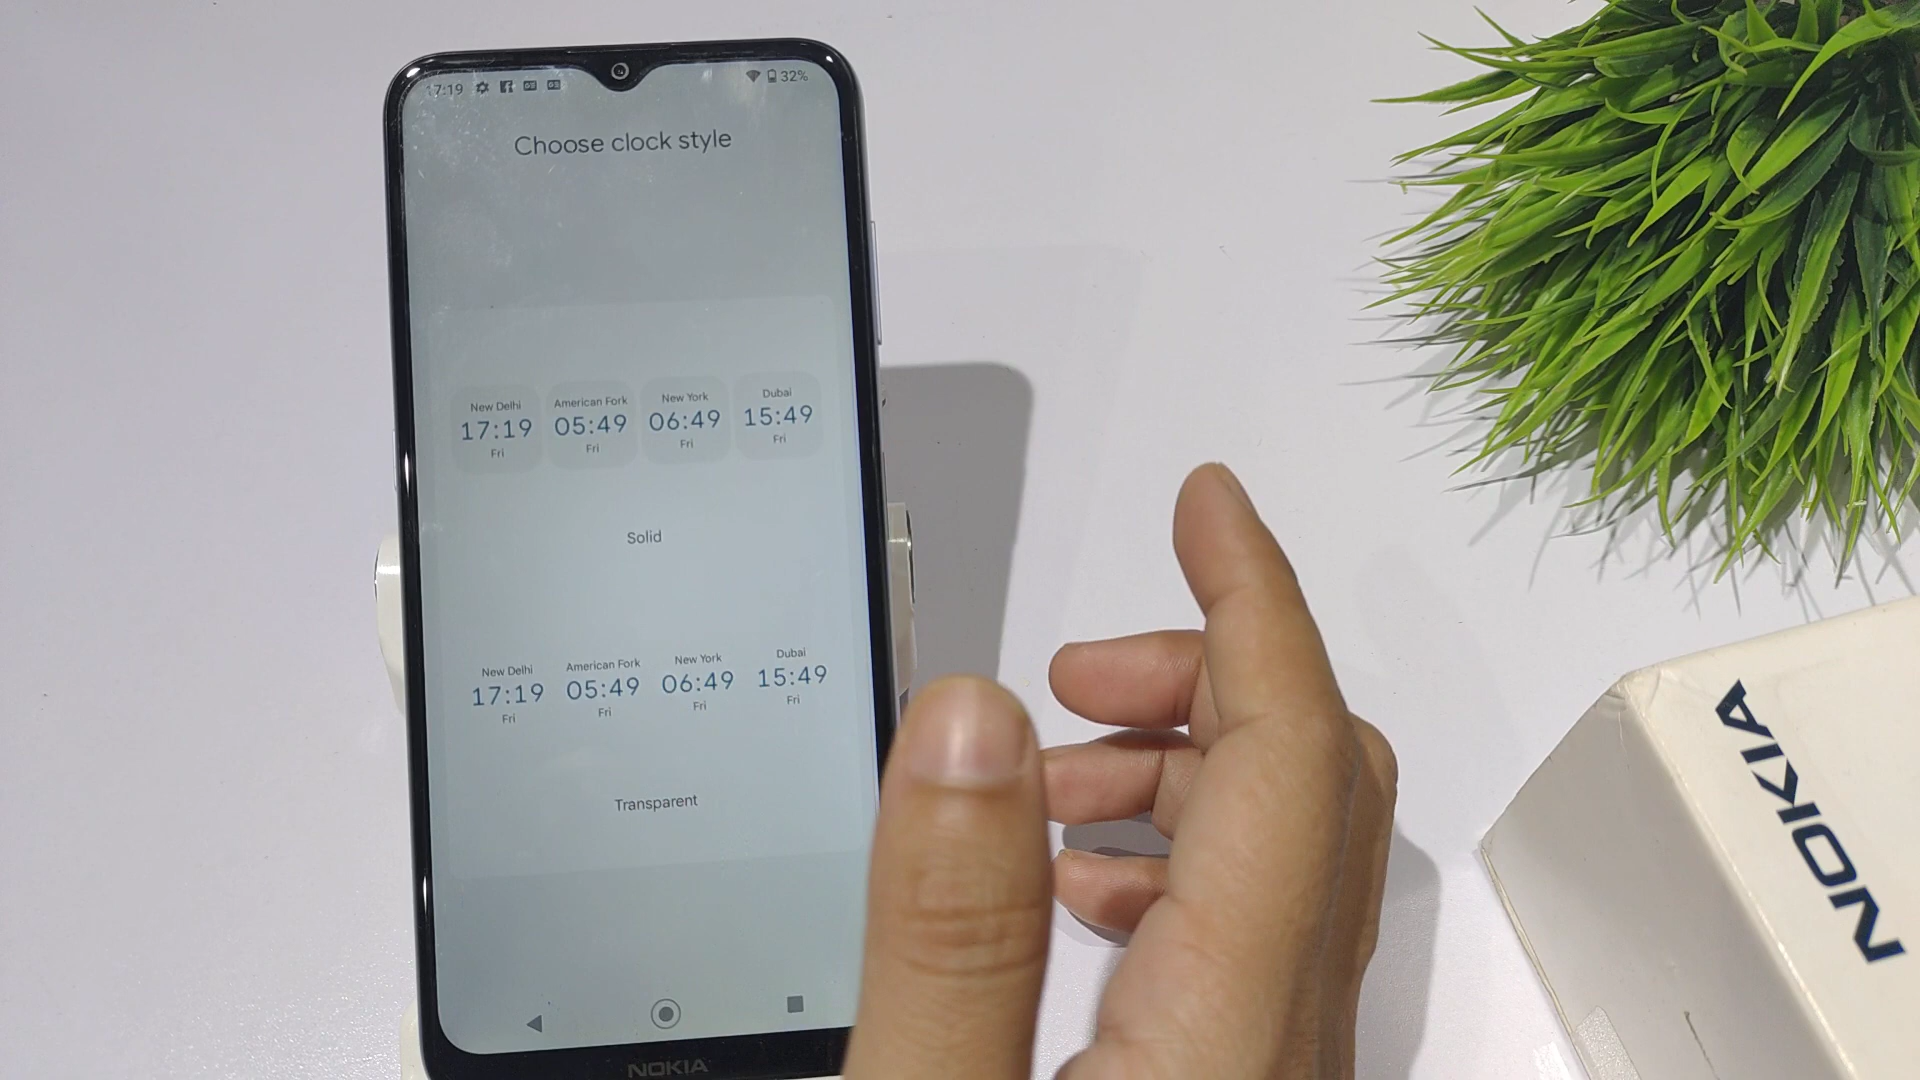 17:19
32%
Choose clock style
New Delhi American Fork New York Dubai
17:19 05:49 06:49 15:49
Fri Fri Fri Fri
Solid
New Delhi American Fork New York Dubai
17:19 05:49 06:49 15:49
Fri Fri Fri Fri
Transparent
NOKIA
NOKIA